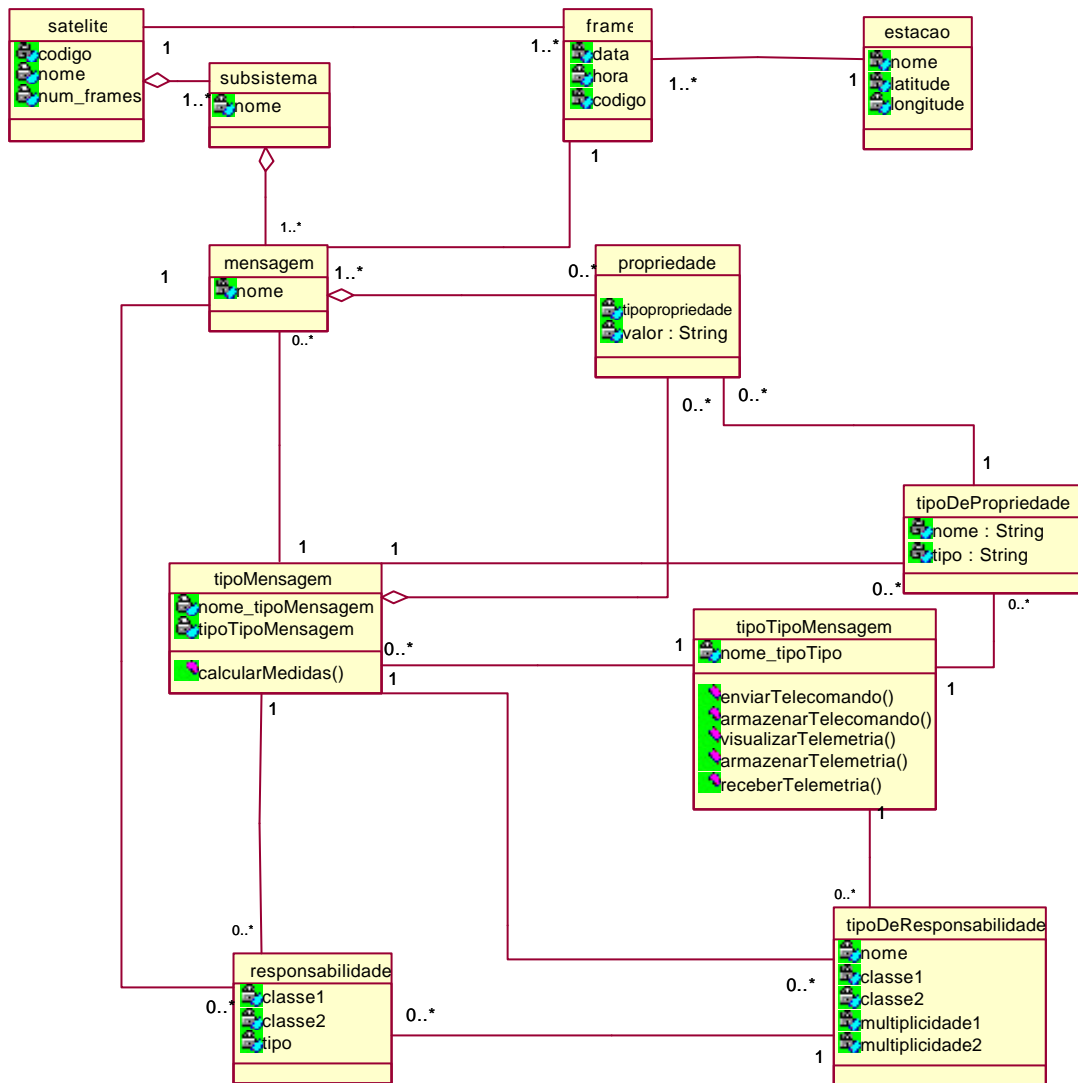 satelite
codigo
nome
num_frames
1
1..*
subsistema
nome
1..*
frame
data
hora
codigo
1..*
1
1
estacao
nome
latitude
longitude
1..*
mensagem
nome
1
1..*
0..*
0..*
propriedade
tipopropriedade
valor : String
0..*
0..*
1
tipoDePropriedade
nome : String
tipo : String
0..*
0..*
1
1
tipoMensagem
nome_tipoMensagem
tipoTipoMensagem
calcularMedidas()
0..*
1
1
1
tipoTipoMensagem
nome_tipoTipo
enviarTelecomando()
armazenarTelecomando()
visualizarTelemetria()
armazenarTelemetria()
receberTelemetria()
1
1
0..*
0..*
responsabilidade
classe1
classe2
tipo
0..*
0..*
tipoDeResponsabilidade
nome
classe1
classe2
multiplicidade1
multiplicidade2
0..*
1